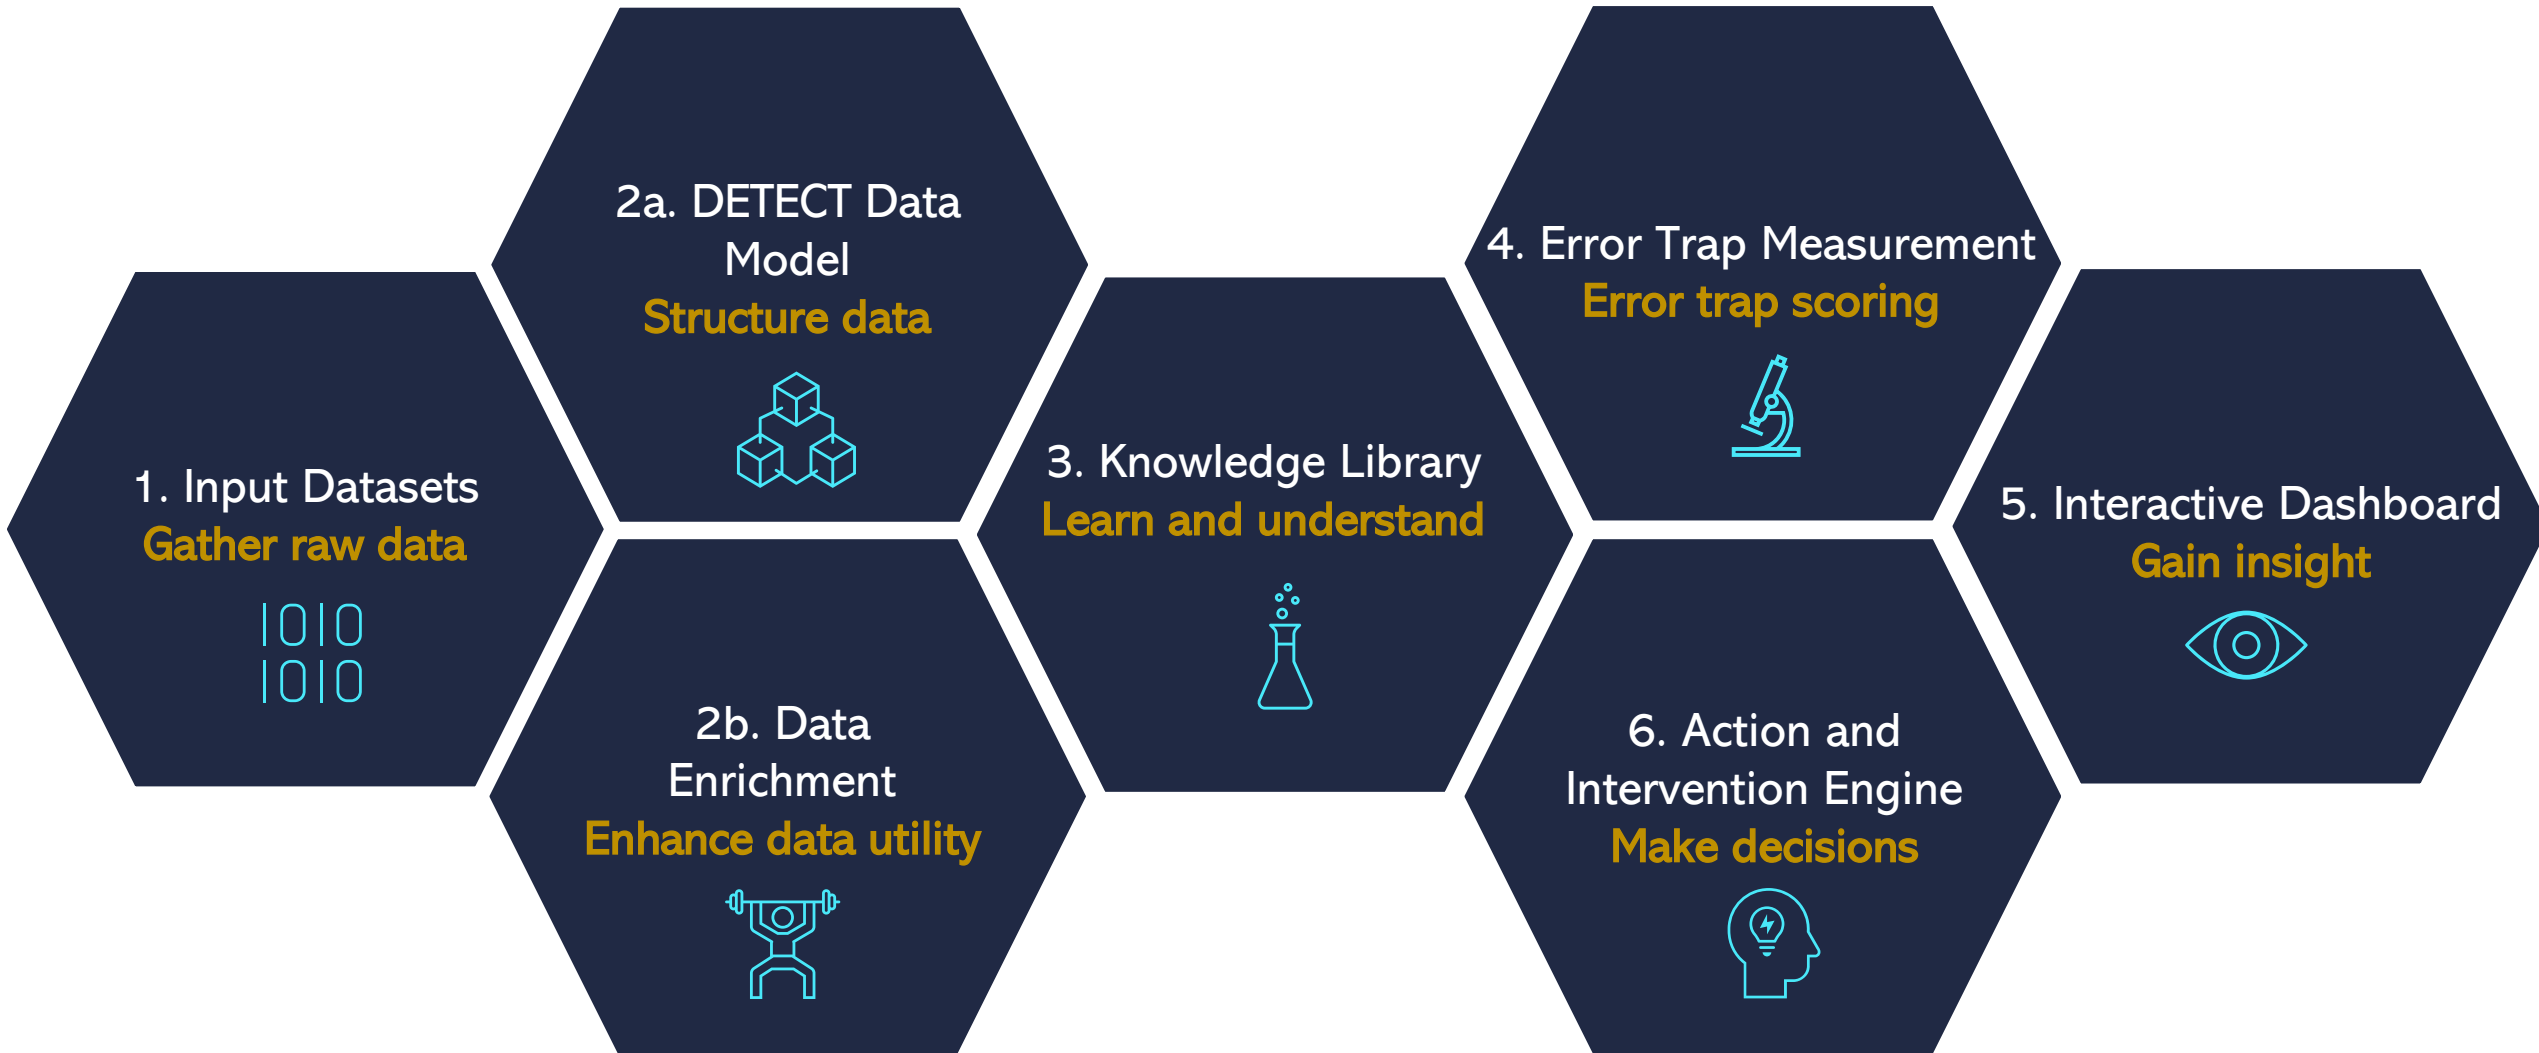 1. Input Datasets
Gather raw data
2a. DETECT Data
Model
Structure data
2b. Data
Enrichment
Enhance data utility
3. Knowledge Library
Learn and understand
4. Error Trap Measurement
Error trap scoring
5. Interactive Dashboard
Gain insight
6. Action and
Intervention Engine
Make decisions